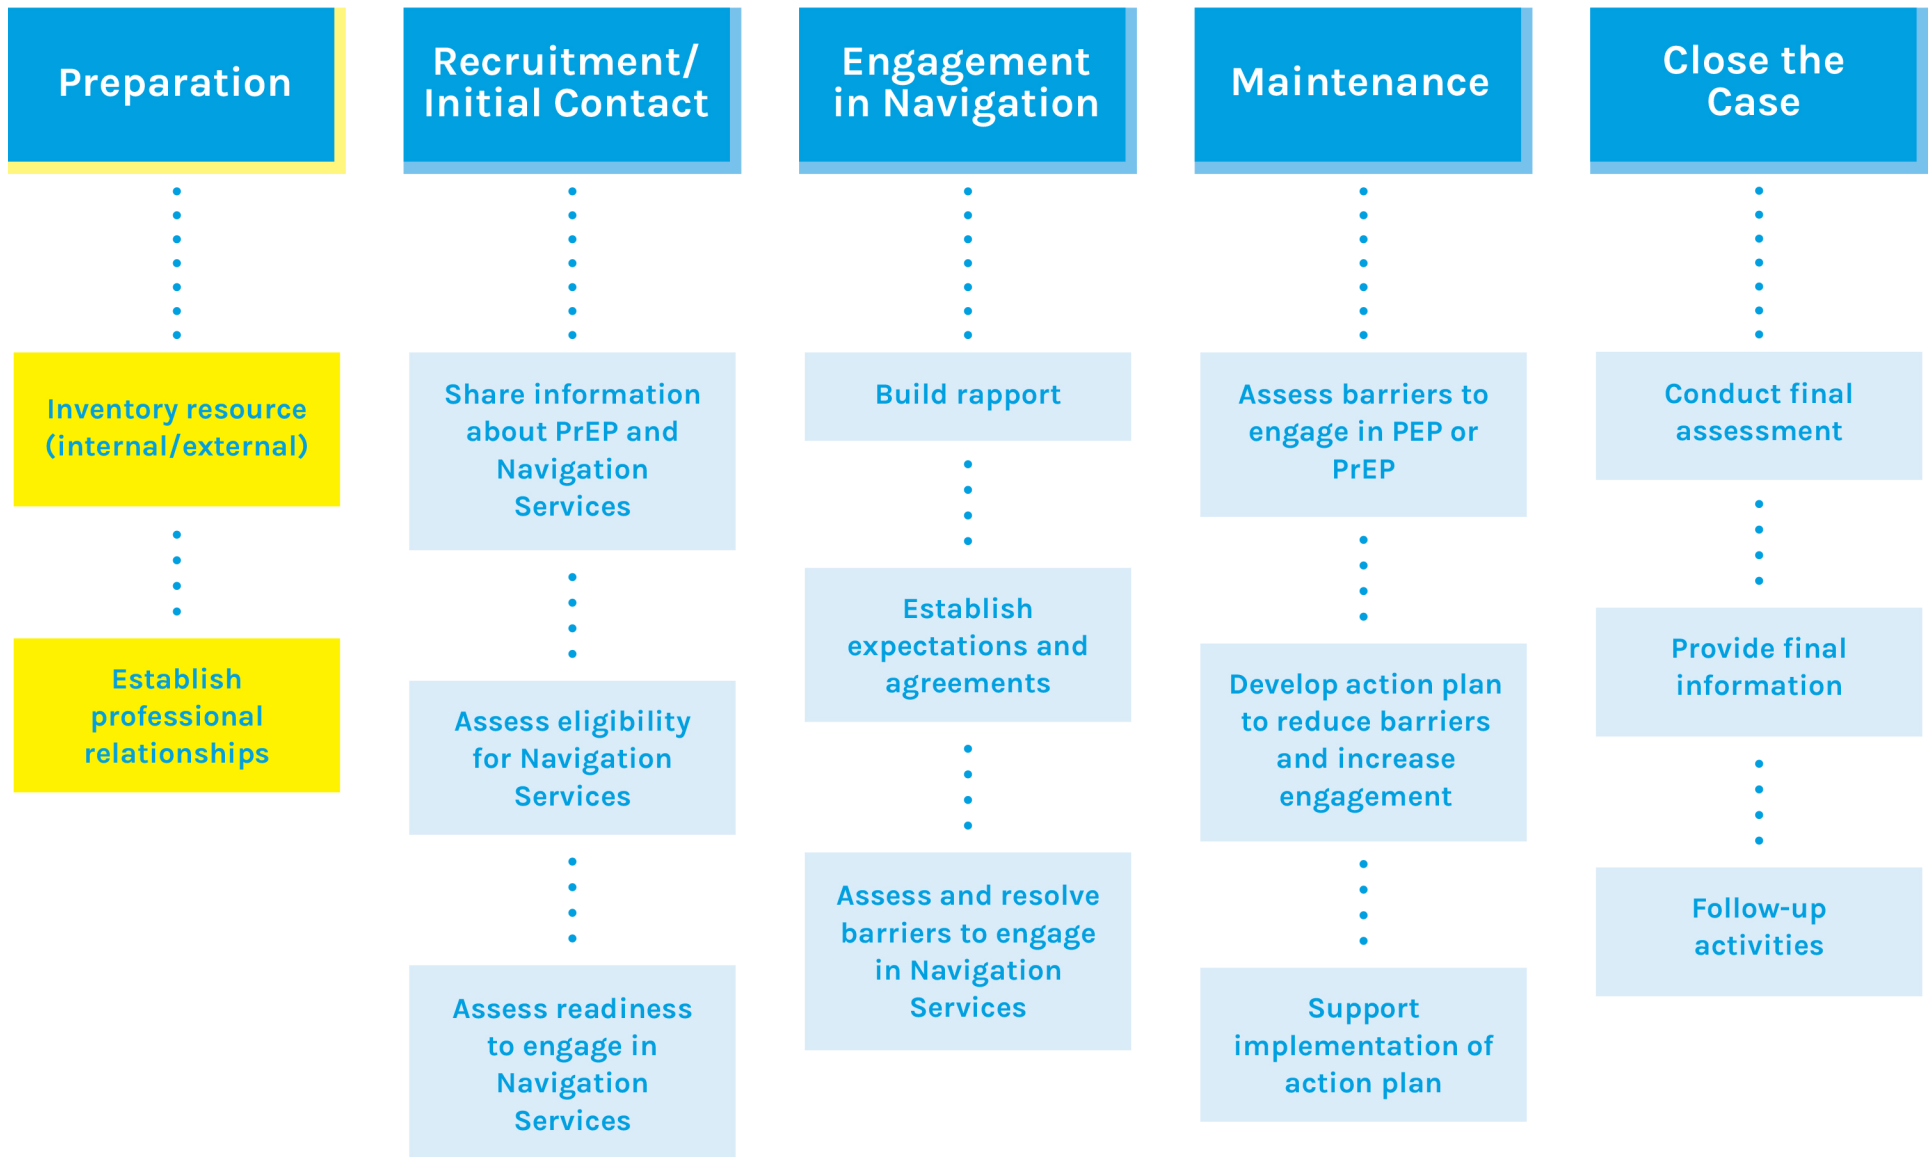 Preparation
Inventory resource
(internal/external)
Establish
professional
relationships
Recruitment/
Initial Contact
Share information
about PrEP and
Navigation
Services
Assess eligibility
for Navigation
Services
Assess readiness
to engage in
Navigation
Services
Engagement
in Navigation
Build rapport
Establish
expectations and
agreements
Assess and resolve
barriers to engage
in Navigation
Services
Maintenance
Assess barriers to
engage in PEP or
PrEP
Develop action plan
to reduce barriers
and increase
engagement
Support
implementation of
action plan
Close the
Case
Conduct final
assessment
Provide final
information
Follow-up
activities